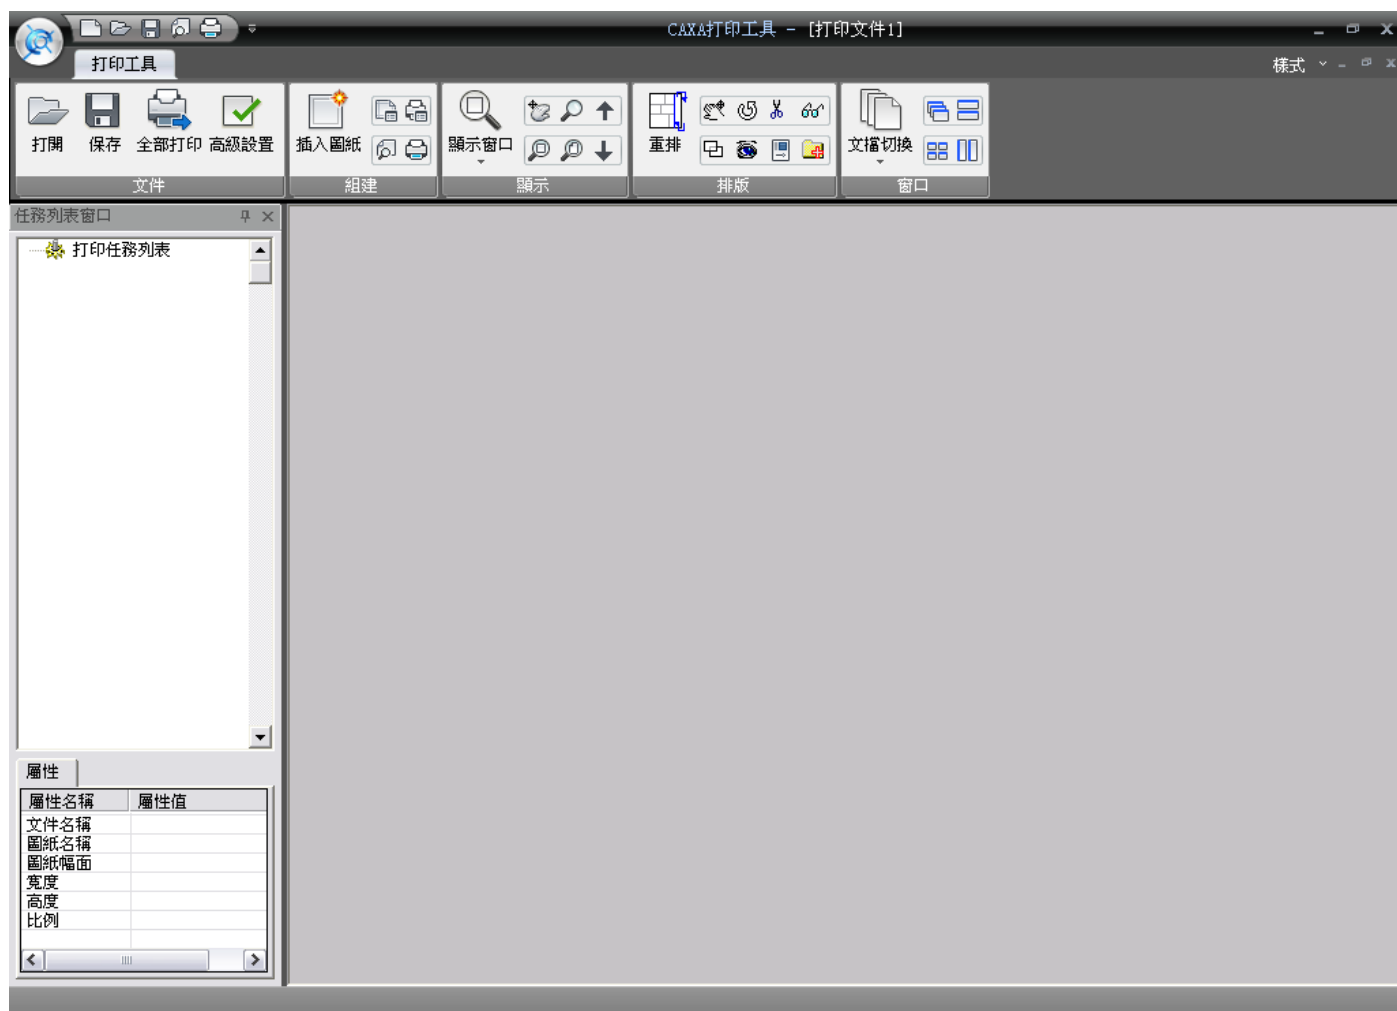 CAXA打印工具 - [打印文件1]
打印工具
樣式
打開
保存
全部打印
高級設置
插入圖紙
顯示窗口
重排
文檔切換
文件
組建
顯示
排版
窗口
任務列表窗口
打印任務列表
屬性
屬性名稱 屬性值
文件名稱
圖紙名稱
圖紙幅面
寬度
高度
比例